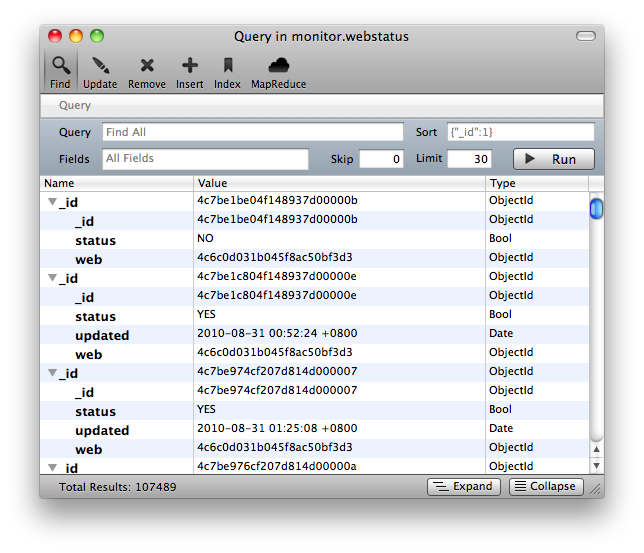 Query in monitor.webstatus
Find Update Remove Insert Index MapReduce
Query
Query Find All Sort {"_id":1}
Fields All Fields Skip 0 Limit 30 Run
Name Value Type
_id 4c7be1be04f148937d00000b ObjectId
_id 4c7be1be04f148937d00000b ObjectId
status NO Bool
web 4c6c0d031b045f8ac50bf3d3 ObjectId
_id 4c7be1c804f148937d00000e ObjectId
_id 4c7be1c804f148937d00000e ObjectId
status YES Bool
updated 2010-08-31 00:52:24 +0800 Date
web 4c6c0d031b045f8ac50bf3d3 ObjectId
_id 4c7be974cf207d814d000007 ObjectId
_id 4c7be974cf207d814d000007 ObjectId
status YES Bool
updated 2010-08-31 01:25:08 +0800 Date
web 4c6c0d031b045f8ac50bf3d3 ObjectId
_id 4c7be976cf207d814d00000a ObjectId
Total Results: 107489 Expand Collapse